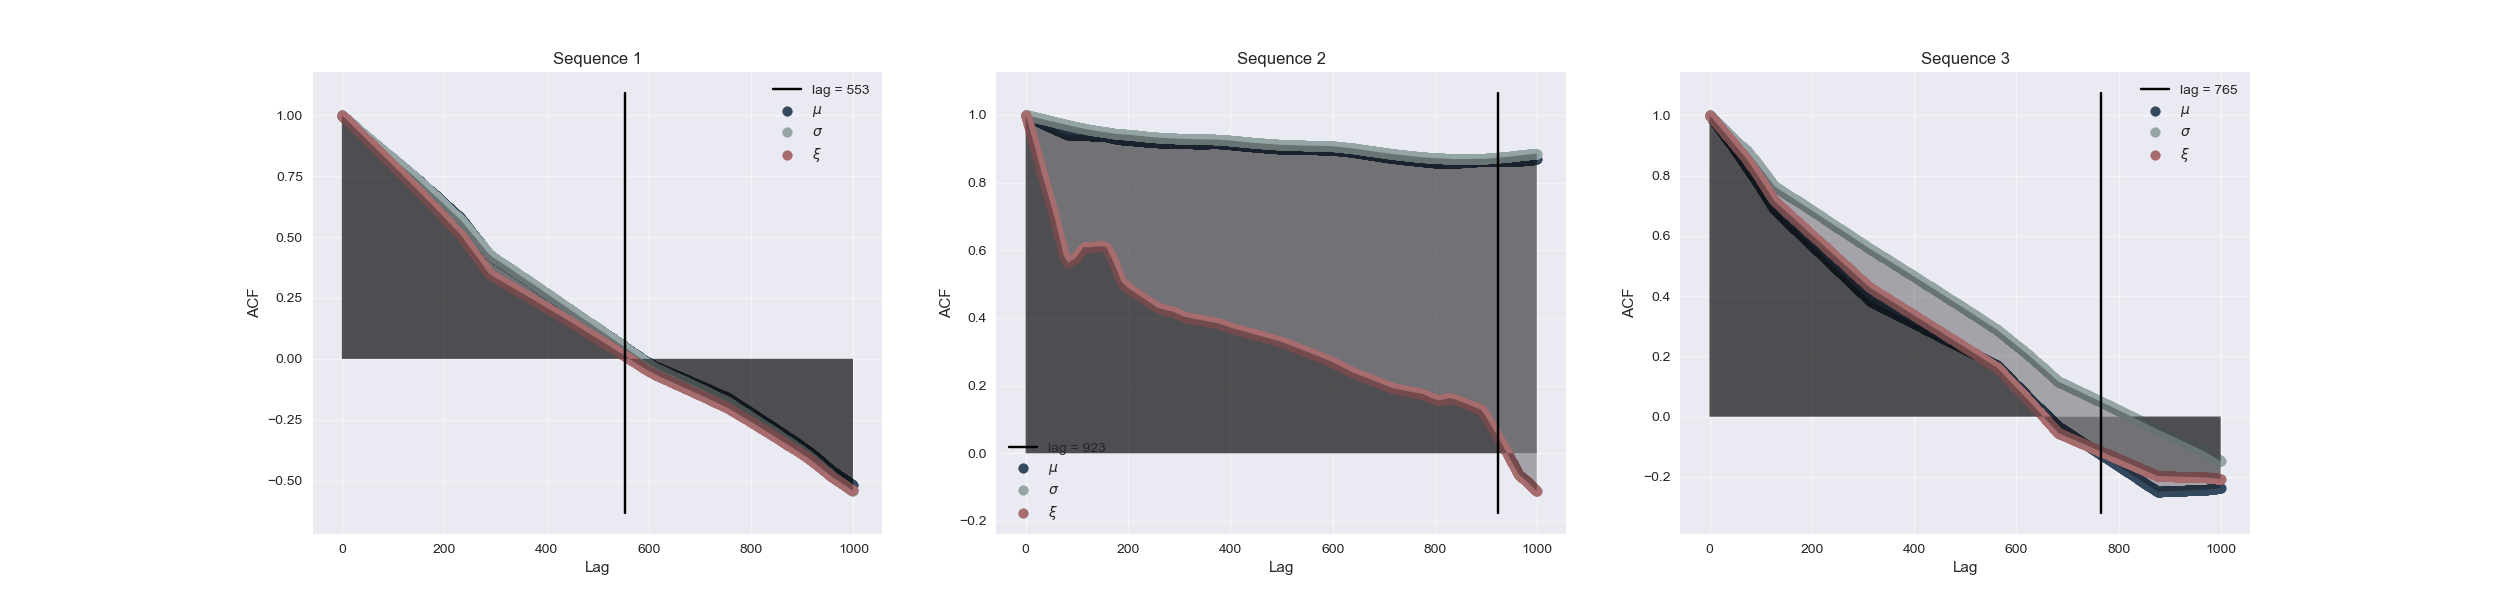 Sequence 1
lag = 553
μ
σ
ξ
1.00
0.75
0.50
0.25
0.00
−0.25
−0.50
ACF
0
200
400
600
800
1000
Lag
Sequence 2
1.0
0.8
0.6
0.4
0.2
0.0
−0.2
ACF
lag = 923
μ
σ
ξ
0
200
400
600
800
1000
Lag
Sequence 3
lag = 765
μ
σ
ξ
1.0
0.8
0.6
0.4
0.2
0.0
−0.2
ACF
0
200
400
600
800
1000
Lag